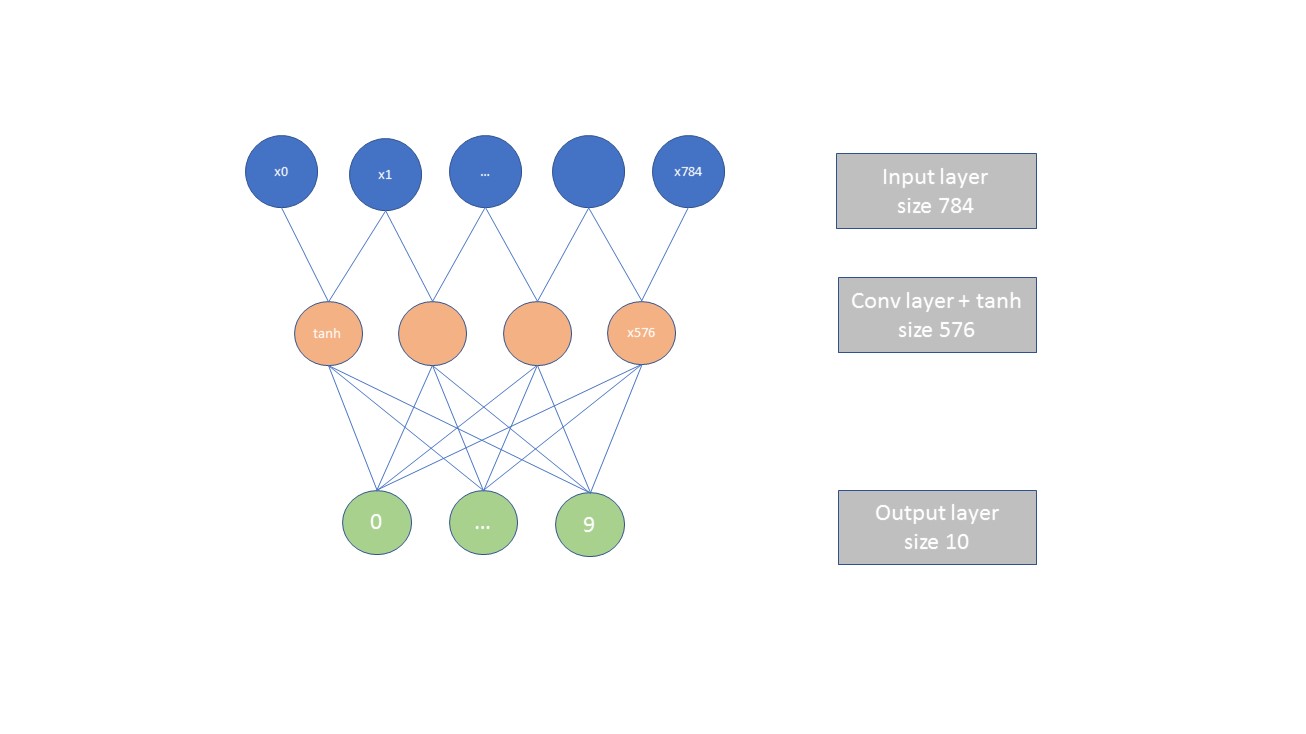 x0
x1
...
x784
Input layer
size 784
tanh
x576
Conv layer + tanh
size 576
0
...
9
Output layer
size 10